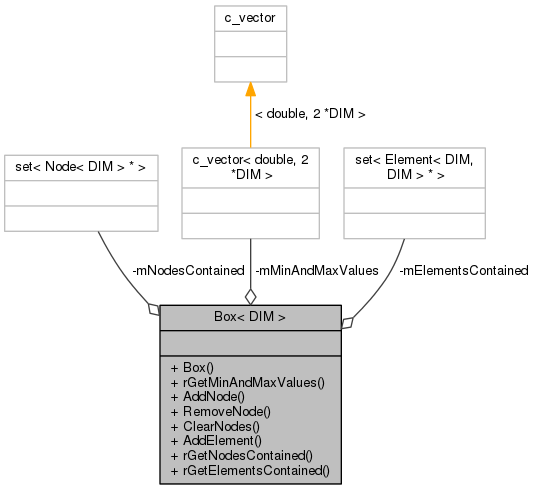 c_vector
< double, 2 *DIM >
set< Node< DIM > * >
c_vector< double, 2
*DIM >
set< Element< DIM,
DIM > * >
-mNodesContained
-mMinAndMaxValues
-mElementsContained
Box< DIM >
+ Box()
+ rGetMinAndMaxValues()
+ AddNode()
+ RemoveNode()
+ ClearNodes()
+ AddElement()
+ rGetNodesContained()
+ rGetElementsContained()